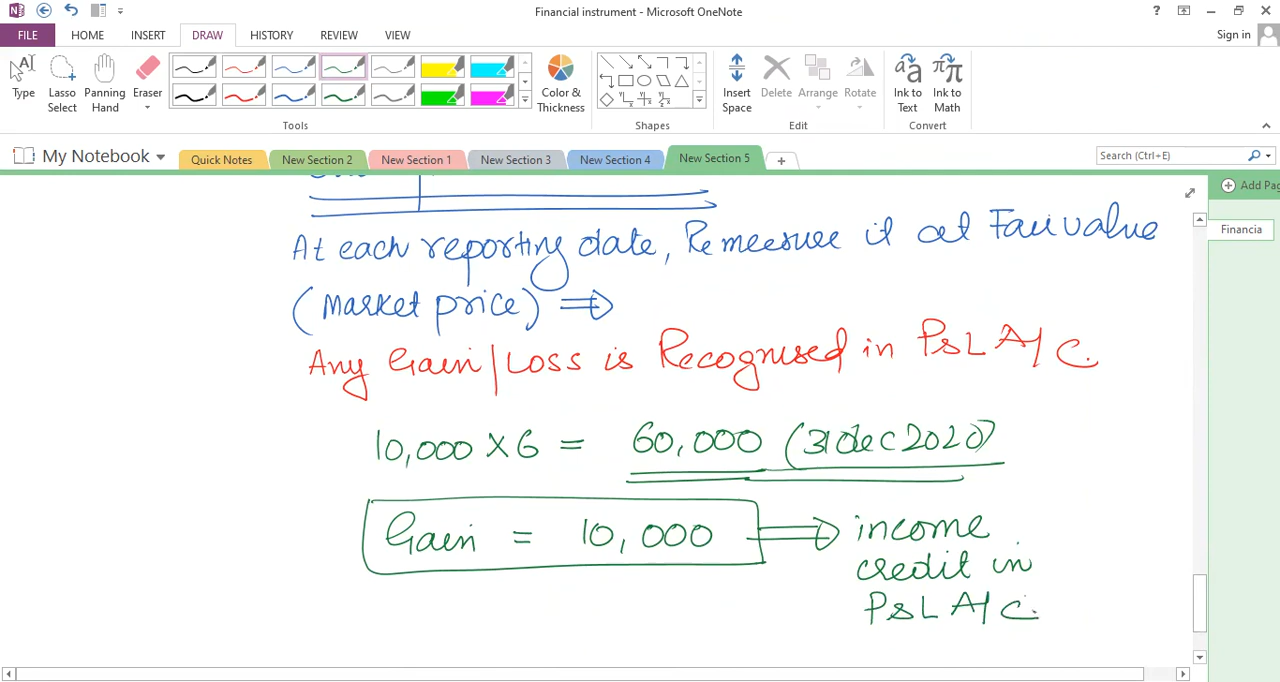 Financial instrument - Microsoft OneNote
FILE HOME INSERT DRAW HISTORY REVIEW VIEW
Sign in
Type
Lasso Select
Panning Hand
Eraser
Color & Thickness
Insert Space
Delete
Arrange
Rotate
Ink to Text
Ink to Math
Tools
Shapes
Edit
Convert
My Notebook
Quick Notes
New Section 2
New Section 1
New Section 3
New Section 4
New Section 5
Search (Ctrl+E)
Add Pag
Financia
At each reporting date, Remeesure it at Fair value
(Market price) ⇒
Any Gain/Loss is Recognised in P&L A/C.
10,000 X 6 = 60,000 (31 dec 2020)
Gain = 10,000 ⇒ income
credit in
P&L A/C.